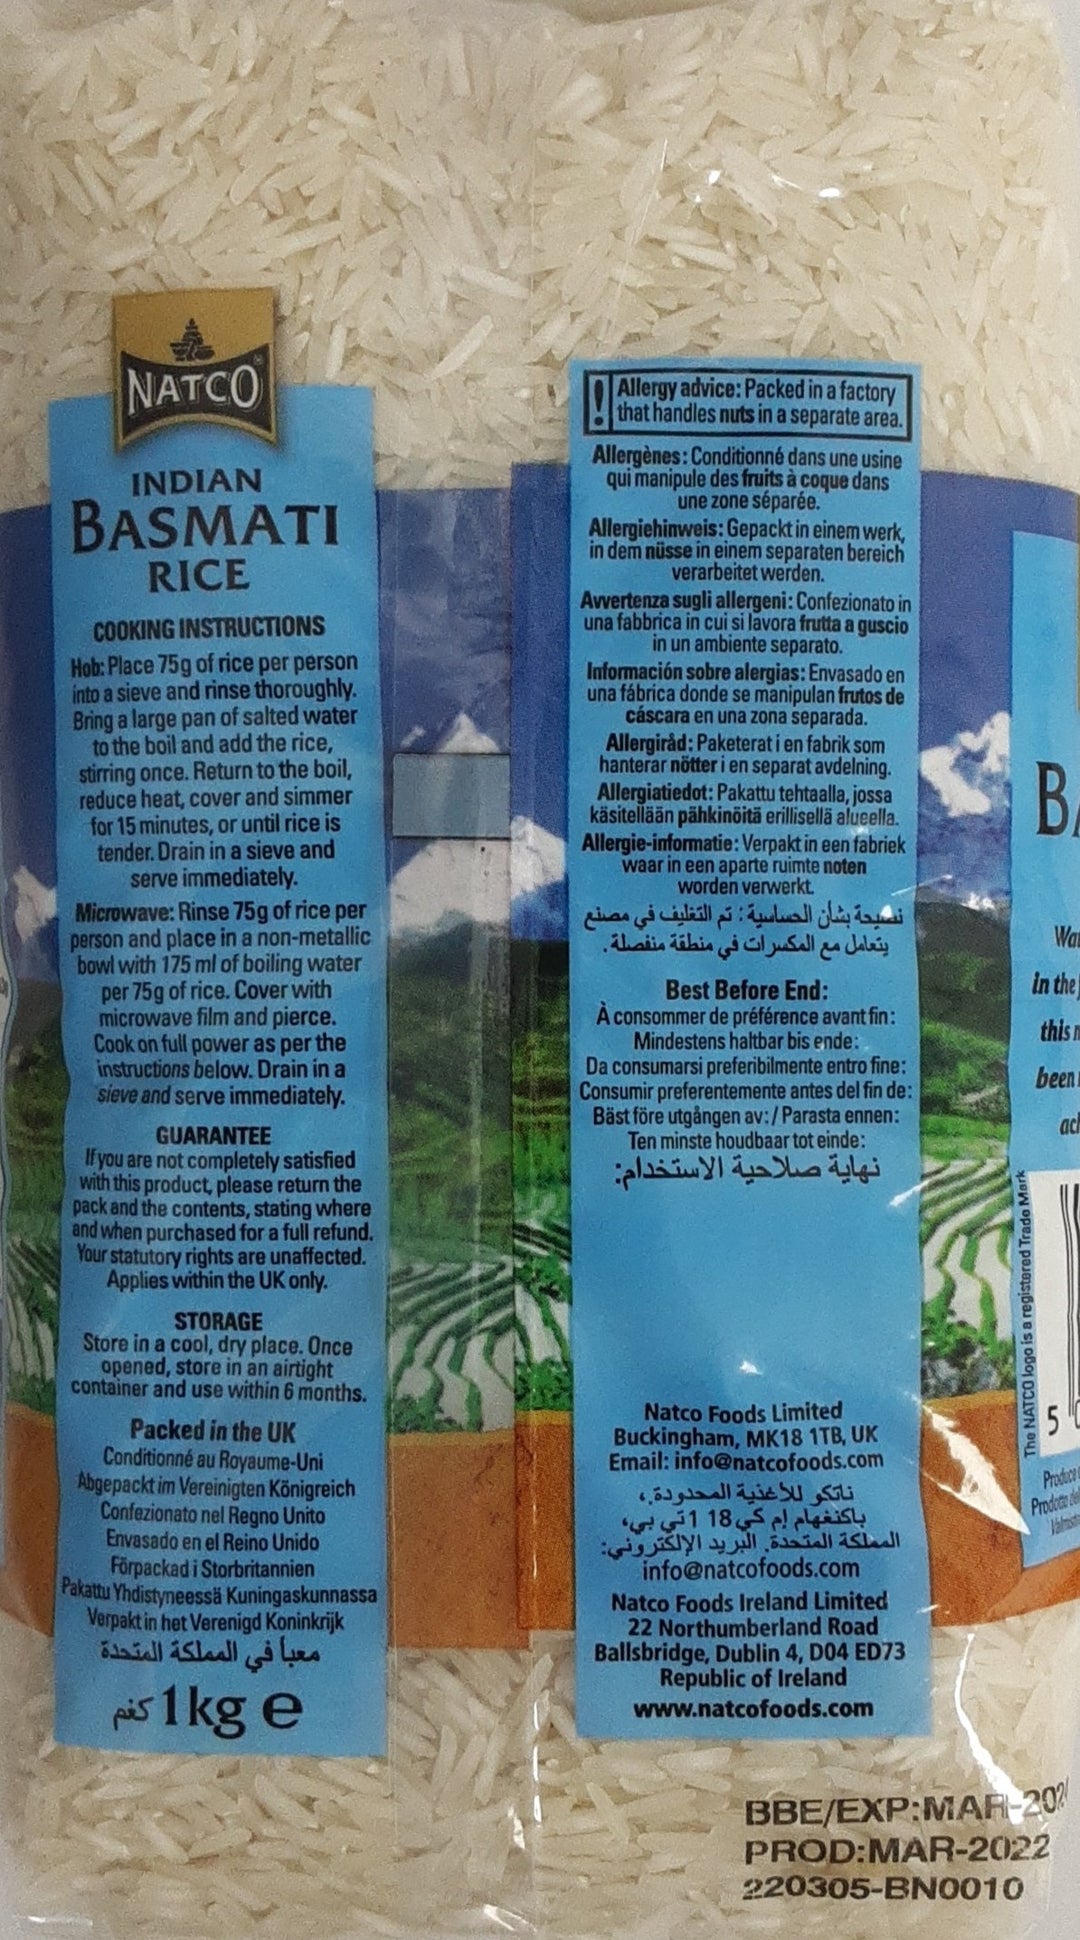 NATCO
INDIAN
BASMATI
RICE
COOKING INSTRUCTIONS
Hob: Place 75g of rice per person
into a sieve and rinse thoroughly.
Bring a large pan of salted water
to the boil and add the rice,
stirring once. Return to the boil,
reduce heat, cover and simmer
for 15 minutes, or until rice is
tender. Drain in a sieve and
serve immediately.
Microwave: Rinse 75g of rice per
person and place in a non-metallic
bowl with 175 ml of boiling water
per 75g of rice. Cover with
microwave film and pierce.
Cook on full power as per the
instructions below. Drain in a
sieve and serve immediately.
GUARANTEE
If you are not completely satisfied
with this product, please return the
pack and the contents, stating where
and when purchased for a full refund.
Your statutory rights are unaffected.
Applies within the UK only.
STORAGE
Store in a cool, dry place. Once
opened, store in an airtight
container and use within 6 months.
Packed in the UK
Conditionné au Royaume-Uni
Abgepackt im Vereinigten Königreich
Confezionato nel Regno Unito
Envasado en el Reino Unido
Förpackad i Storbritannien
Pakattu Yhdistyneessä Kuningaskunnassa
Verpakt in het Verenigd Koninkrijk
معبأ في المملكة المتحدة
1kg e كغم
! Allergy advice: Packed in a factory
that handles nuts in a separate area.
Allergènes: Conditionné dans une usine
qui manipule des fruits à coque dans
une zone séparée.
Allergiehinweis: Gepackt in einem werk,
in dem nüsse in einem separaten bereich
verarbeitet werden.
Avvertenza sugli allergeni: Confezionato in
una fabbrica in cui si lavora frutta a guscio
in un ambiente separato.
Información sobre alergias: Envasado en
una fábrica donde se manipulan frutos de
cáscara en una zona separada.
Allergiråd: Paketerat i en fabrik som
hanterar nötter i en separat avdelning.
Allergiatiedot: Pakattu tehtaalla, jossa
käsitellään pähkinöitä erillisellä alueella.
Allergie-informatie: Verpakt in een fabriek
waar in een aparte ruimte noten
worden verwerkt.
نصيحة بشأن الحساسية: تم التغليف في مصنع
يتعامل مع المكسرات في منطقة منفصلة.
Best Before End:
À consommer de préférence avant fin:
Mindestens haltbar bis ende:
Da consumarsi preferibilmente entro fine:
Consumir preferentemente antes del fin de:
Bäst före utgången av:/ Parasta ennen:
Ten minste houdbaar tot einde:
نهاية صلاحية الاستخدام:
Natco Foods Limited
Buckingham, MK18 1TB, UK
Email: info@natcofoods.com
ناتكو للأغنية المحدودة،
باكنغهام إم كي 18 1تي بي،
المملكة المتحدة. البريد الإلكتروني:
info@natcofoods.com
Natco Foods Ireland Limited
22 Northumberland Road
Ballsbridge, Dublin 4, D04 ED73
Republic of Ireland
www.natcofoods.com
BBE/EXP:MAR-202
PROD:MAR-2022
220305-BN0010
The NATCO logo is a registered Trade Mark
in the
this
been
5